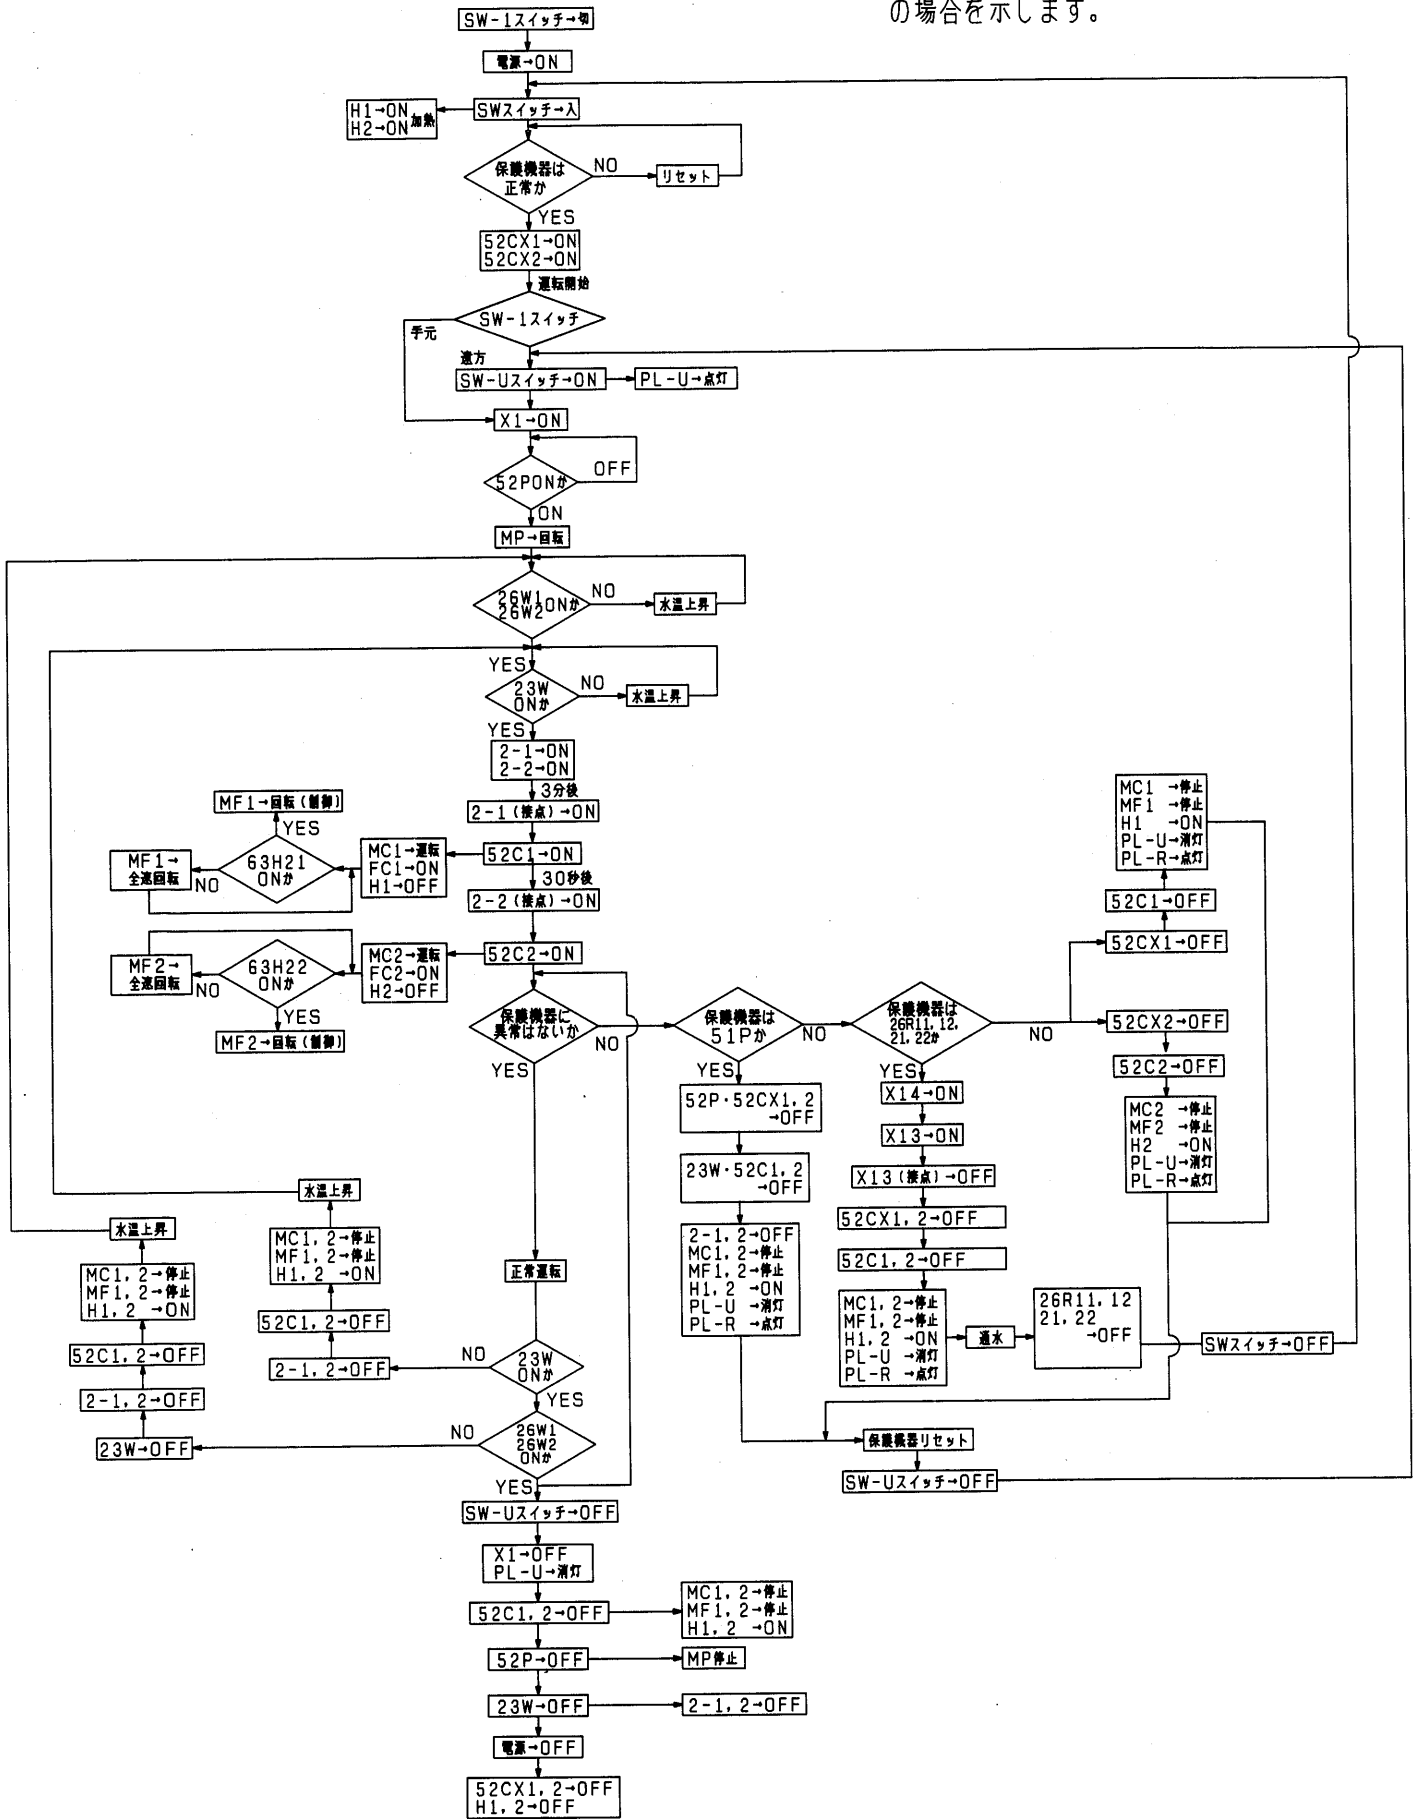 の場合を示します。
SW-1スイッチ→切
電源→ON
SWスイッチ→入
H1→ON
H2→ON
加熱
保護機器は
正常か
NO
リセット
YES
52CX1→ON
52CX2→ON
運転開始
SW-1スイッチ
手元
遠方
SW-Uスイッチ→ON
PL-U→点灯
X1→ON
52PONか
OFF
ON
MP→回転
26W1
26W2
ONか
NO
水温上昇
YES
23W
ONか
NO
水温上昇
YES
2-1→ON
2-2→ON
3分後
2-1(接点)→ON
52C1→ON
MC1→運転
FC1→ON
H1→OFF
63H21
ONか
YES
MF1→回転(制御)
NO
MF1→
全速回転
30秒後
2-2(接点)→ON
52C2→ON
MC2→運転
FC2→ON
H2→OFF
63H22
ONか
NO
MF2→
全速回転
YES
MF2→回転(制御)
保護機器に
異常はないか
NO
YES
保護機器は
51Pか
NO
YES
52P・52CX1,2
→OFF
23W・52C1,2
→OFF
2-1,2→OFF
MC1,2→停止
MF1,2→停止
H1,2 →ON
PL-U →消灯
PL-R →点灯
保護機器は
26R11,12,
21,22か
NO
YES
X14→ON
X13→ON
X13(接点)→OFF
52CX1,2→OFF
52C1,2→OFF
MC1,2→停止
MF1,2→停止
H1,2 →ON
PL-U →消灯
PL-R →点灯
通水
26R11,12
21,22
→OFF
SWスイッチ→OFF
MC1 →停止
MF1 →停止
H1 →ON
PL-U→消灯
PL-R→点灯
52C1→OFF
52CX1→OFF
52CX2→OFF
52C2→OFF
MC2 →停止
MF2 →停止
H2 →ON
PL-U→消灯
PL-R→点灯
保護機器リセット
SW-Uスイッチ→OFF
正常運転
23W
ONか
NO
YES
2-1,2→OFF
52C1,2→OFF
MC1,2→停止
MF1,2→停止
H1,2 →ON
水温上昇
26W1
26W2
ONか
NO
23W→OFF
2-1,2→OFF
52C1,2→OFF
MC1,2→停止
MF1,2→停止
H1,2 →ON
水温上昇
YES
SW-Uスイッチ→OFF
X1→OFF
PL-U→消灯
52C1,2→OFF
MC1,2→停止
MF1,2→停止
H1,2 →ON
52P→OFF
MP停止
23W→OFF
2-1,2→OFF
電源→OFF
52CX1,2→OFF
H1,2→OFF